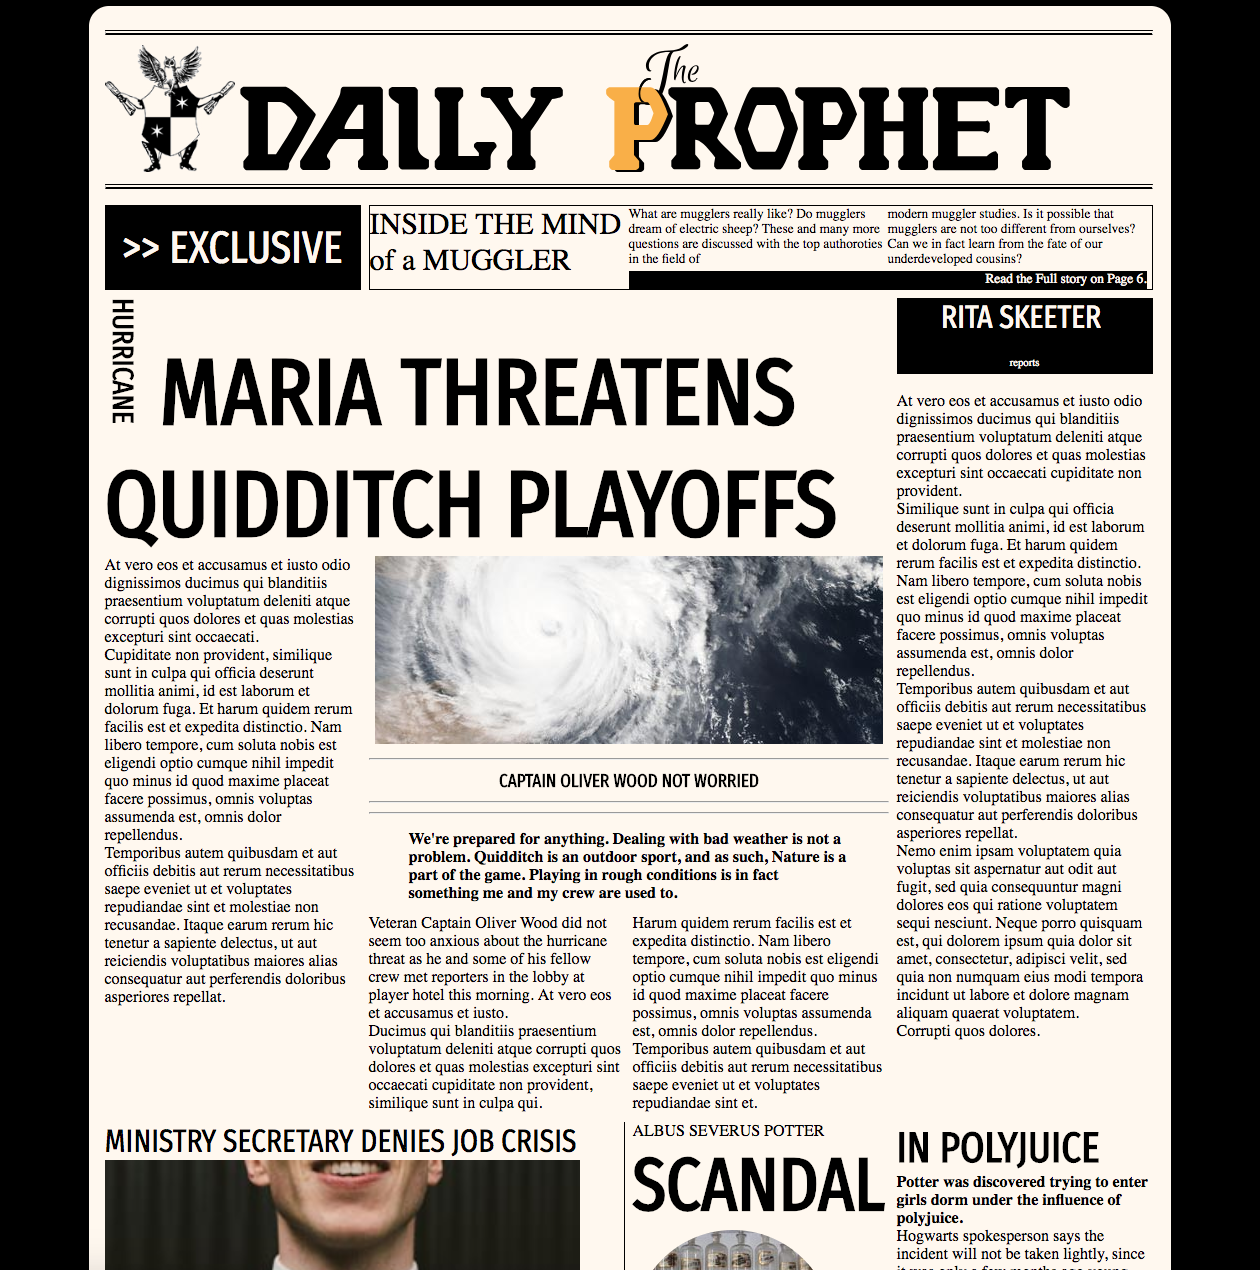 The
DAILY PROPHET
>> EXCLUSIVE
INSIDE THE MIND
of a MUGGLER
What are mugglers really like? Do mugglers
dream of electric sheep? These and many more
questions are discussed with the top authoroties
in the field of
modern muggler studies. Is it possible that
mugglers are not too different from ourselves?
Can we in fact learn from the fate of our
underdeveloped cousins?
Read the Full story on Page 6.
HURRICANE
MARIA THREATENS
QUIDDITCH PLAYOFFS
At vero eos et accusamus et iusto odio
dignissimos ducimus qui blanditiis
praesentium voluptatum deleniti atque
corrupti quos dolores et quas molestias
excepturi sint occaecati.
Cupiditate non provident, similique
sunt in culpa qui officia deserunt
mollitia animi, id est laborum et
dolorum fuga. Et harum quidem rerum
facilis est et expedita distinctio. Nam
libero tempore, cum soluta nobis est
eligendi optio cumque nihil impedit
quo minus id quod maxime placeat
facere possimus, omnis voluptas
assumenda est, omnis dolor
repellendus.
Temporibus autem quibusdam et aut
officiis debitis aut rerum necessitatibus
saepe eveniet ut et voluptates
repudiandae sint et molestiae non
recusandae. Itaque earum rerum hic
tenetur a sapiente delectus, ut aut
reiciendis voluptatibus maiores alias
consequatur aut perferendis doloribus
asperiores repellat.
CAPTAIN OLIVER WOOD NOT WORRIED
We're prepared for anything. Dealing with bad weather is not a
problem. Quidditch is an outdoor sport, and as such, Nature is a
part of the game. Playing in rough conditions is in fact
something me and my crew are used to.
Veteran Captain Oliver Wood did not
seem too anxious about the hurricane
threat as he and some of his fellow
crew met reporters in the lobby at
player hotel this morning. At vero eos
et accusamus et iusto.
Ducimus qui blanditiis praesentium
voluptatum deleniti atque corrupti quos
dolores et quas molestias excepturi sint
occaecati cupiditate non provident,
similique sunt in culpa qui.
Harum quidem rerum facilis est et
expedita distinctio. Nam libero
tempore, cum soluta nobis est eligendi
optio cumque nihil impedit quo minus
id quod maxime placeat facere
possimus, omnis voluptas assumenda
est, omnis dolor repellendus.
Temporibus autem quibusdam et aut
officiis debitis aut rerum necessitatibus
saepe eveniet ut et voluptates
repudiandae sint et.
RITA SKEETER
reports
At vero eos et accusamus et iusto odio
dignissimos ducimus qui blanditiis
praesentium voluptatum deleniti atque
corrupti quos dolores et quas molestias
excepturi sint occaecati cupiditate non
provident.
Similique sunt in culpa qui officia
deserunt mollitia animi, id est laborum
et dolorum fuga. Et harum quidem
rerum facilis est et expedita distinctio.
Nam libero tempore, cum soluta nobis
est eligendi optio cumque nihil impedit
quo minus id quod maxime placeat
facere possimus, omnis voluptas
assumenda est, omnis dolor
repellendus.
Temporibus autem quibusdam et aut
officiis debitis aut rerum necessitatibus
saepe eveniet ut et voluptates
repudiandae sint et molestiae non
recusandae. Itaque earum rerum hic
tenetur a sapiente delectus, ut aut
reiciendis voluptatibus maiores alias
consequatur aut perferendis doloribus
asperiores repellat.
Nemo enim ipsam voluptatem quia
voluptas sit aspernatur aut odit aut
fugit, sed quia consequuntur magni
dolores eos qui ratione voluptatem
sequi nesciunt. Neque porro quisquam
est, qui dolorem ipsum quia dolor sit
amet, consectetur, adipisci velit, sed
quia non numquam eius modi tempora
incidunt ut labore et dolore magnam
aliquam quaerat voluptatem.
Corrupti quos dolores.
MINISTRY SECRETARY DENIES JOB CRISIS
ALBUS SEVERUS POTTER
SCANDAL
IN POLYJUICE
Potter was discovered trying to enter
girls dorm under the influence of
polyjuice.
Hogwarts spokesperson says the
incident will not be taken lightly, since